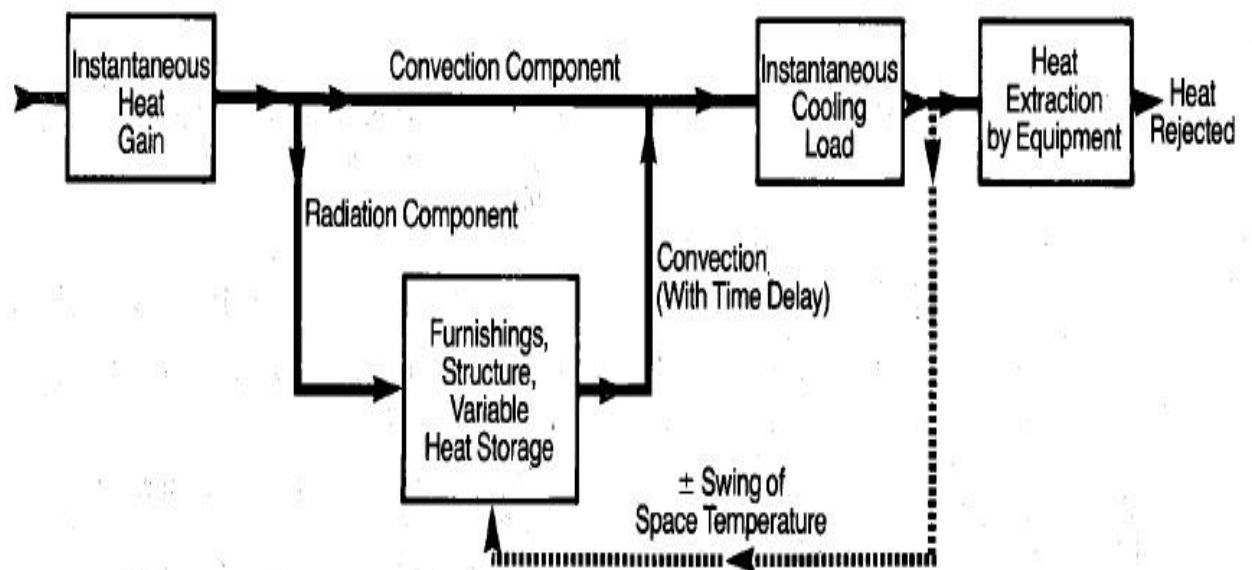 Instantaneous
Heat
Gain
Convection Component
Instantaneous
Cooling
Load
Heat
Extraction
by Equipment
Heat
Rejected
Radiation Component
Convection
(With Time Delay)
Furnishings,
Structure,
Variable
Heat Storage
± Swing of
Space Temperature